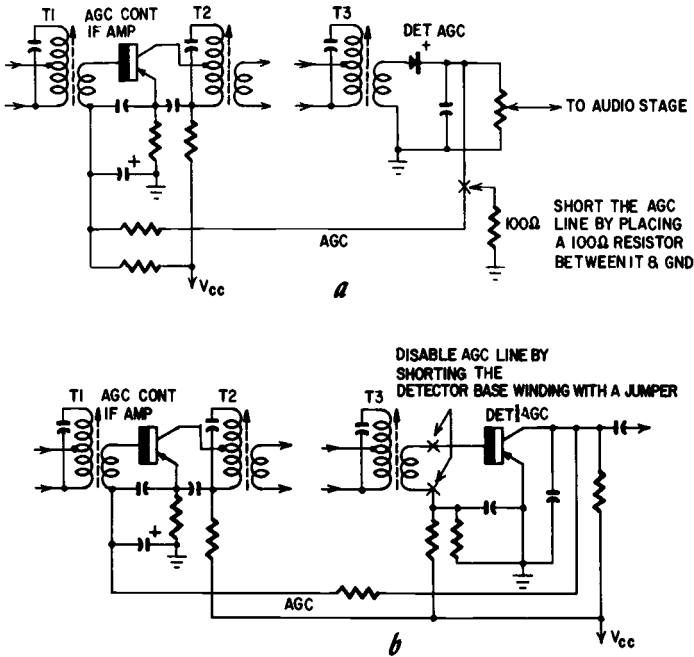 T1
AGC CONT
IF AMP
T2
T3
DET AGC
+
TO AUDIO STAGE
+
100Ω
SHORT THE AGC
LINE BY PLACING
A 100Ω RESISTOR
BETWEEN IT & GND
AGC
Vcc
a
DISABLE AGC LINE BY
SHORTING THE
DETECTOR BASE WINDING WITH A JUMPER
T1
AGC CONT
IF AMP
T2
T3
DET & AGC
+
AGC
Vcc
b